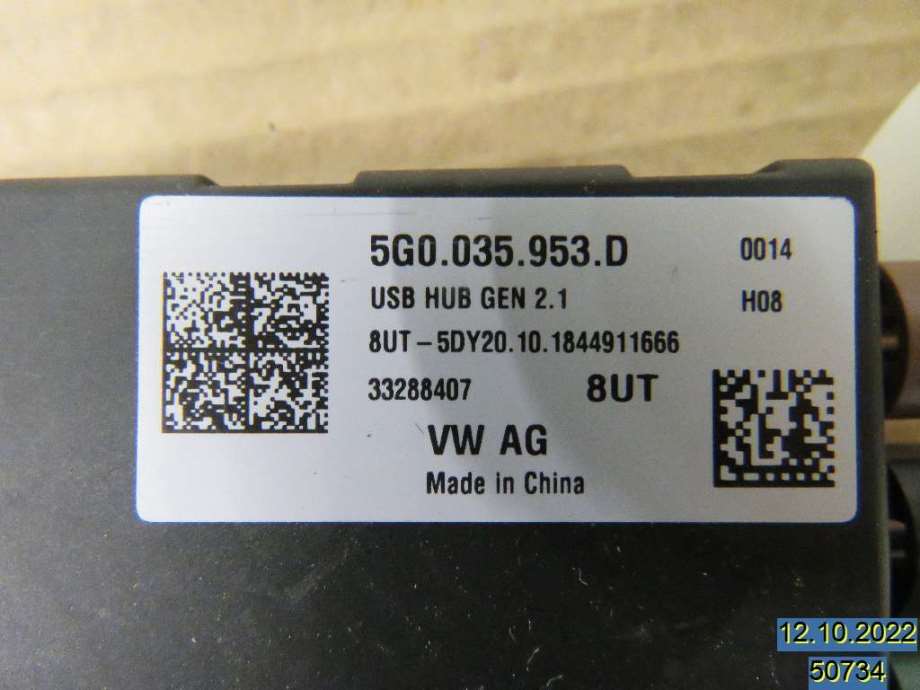 5G0.035.953.D 0014
USB HUB GEN 2.1 H08
8UT-5DY20.10.1844911666
33288407 8UT
VW AG
Made in China
12.10.2022
50734